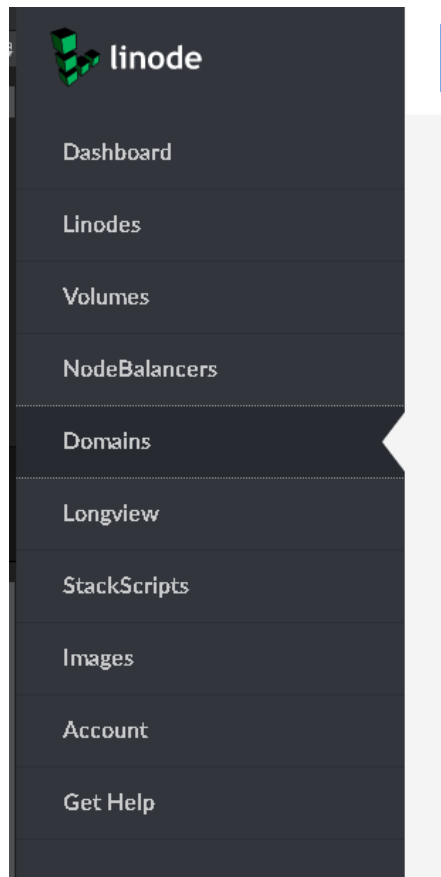 linode
Dashboard
Linodes
Volumes
NodeBalancers
Domains
Longview
StackScripts
Images
Account
Get Help